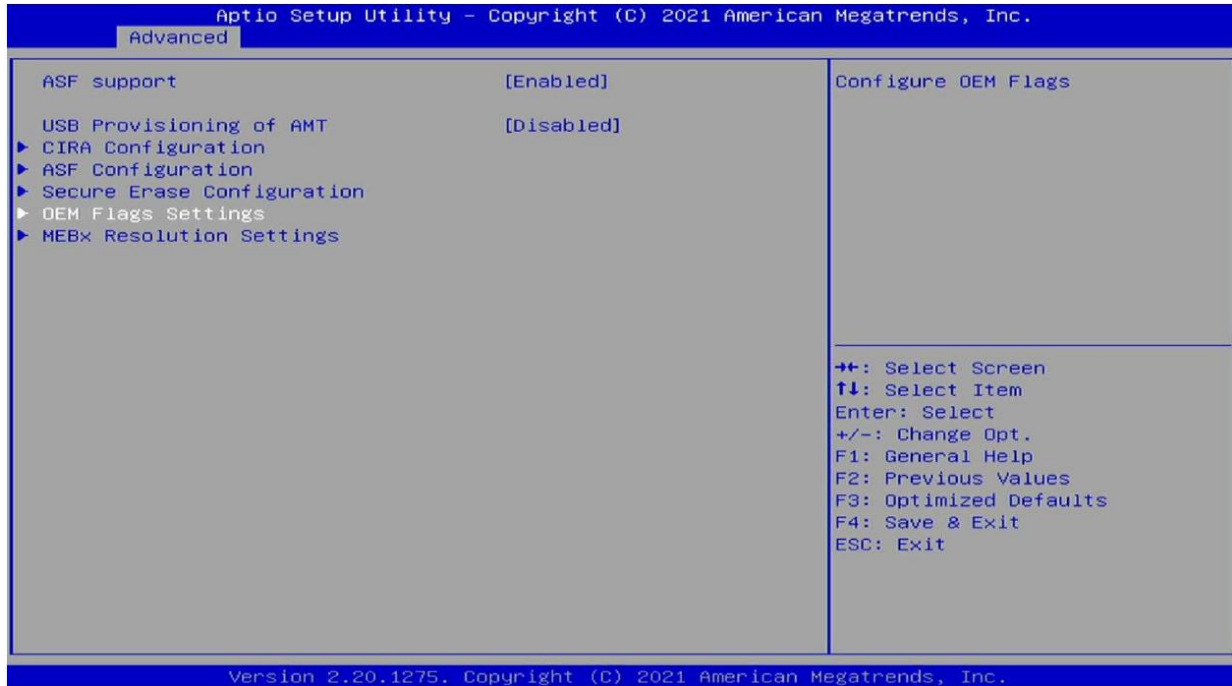 Aptio Setup Utility – Copyright (C) 2021 American Megatrends, Inc.
Advanced
ASF support [Enabled]
USB Provisioning of AMT [Disabled]
▶ CIRA Configuration
▶ ASF Configuration
▶ Secure Erase Configuration
▶ OEM Flags Settings
▶ MEBx Resolution Settings
Configure OEM Flags
→←: Select Screen
↑↓: Select Item
Enter: Select
+/-: Change Opt.
F1: General Help
F2: Previous Values
F3: Optimized Defaults
F4: Save & Exit
ESC: Exit
Version 2.20.1275. Copyright (C) 2021 American Megatrends, Inc.